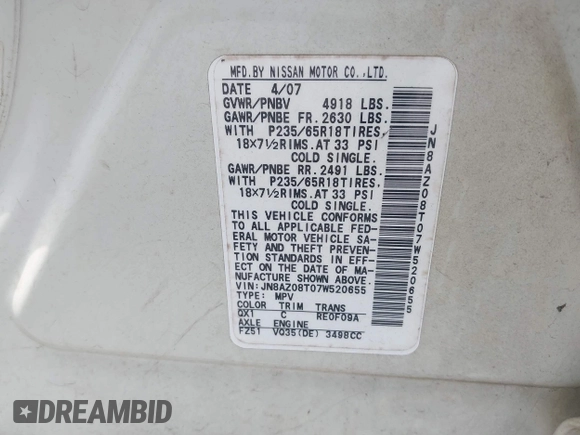 MFD.BY NISSAN MOTOR CO.,LTD.
DATE 4/07
GVWR/PNBV 4918 LBS.
GAWR/PNBE FR. 2630 LBS.
WITH P235/65R18TIRES,
18×7½RIMS.AT 33 PSI
COLD SINGLE.
GAWR/PNBE RR. 2491 LBS.
WITH P235/65R18TIRES.
18×7½RIMS.AT 33 PSI
COLD SINGLE.
THIS VEHICLE CONFORMS
TO ALL APPLICABLE FED-
ERAL MOTOR VEHICLE SA-
FETY AND THEFT PREVEN-
TION STANDARDS IN EFF-
ECT ON THE DATE OF MA-
NUFACTURE SHOWN ABOVE.
VIN:JN8AZ08T07W520655
TYPE: MPV
COLOR TRIM TRANS
QX1 C RE0F09A
AXLE ENGINE
FZ51 VQ35(DE) 3498CC
JN8AZ08T07W520655
DREAMBID